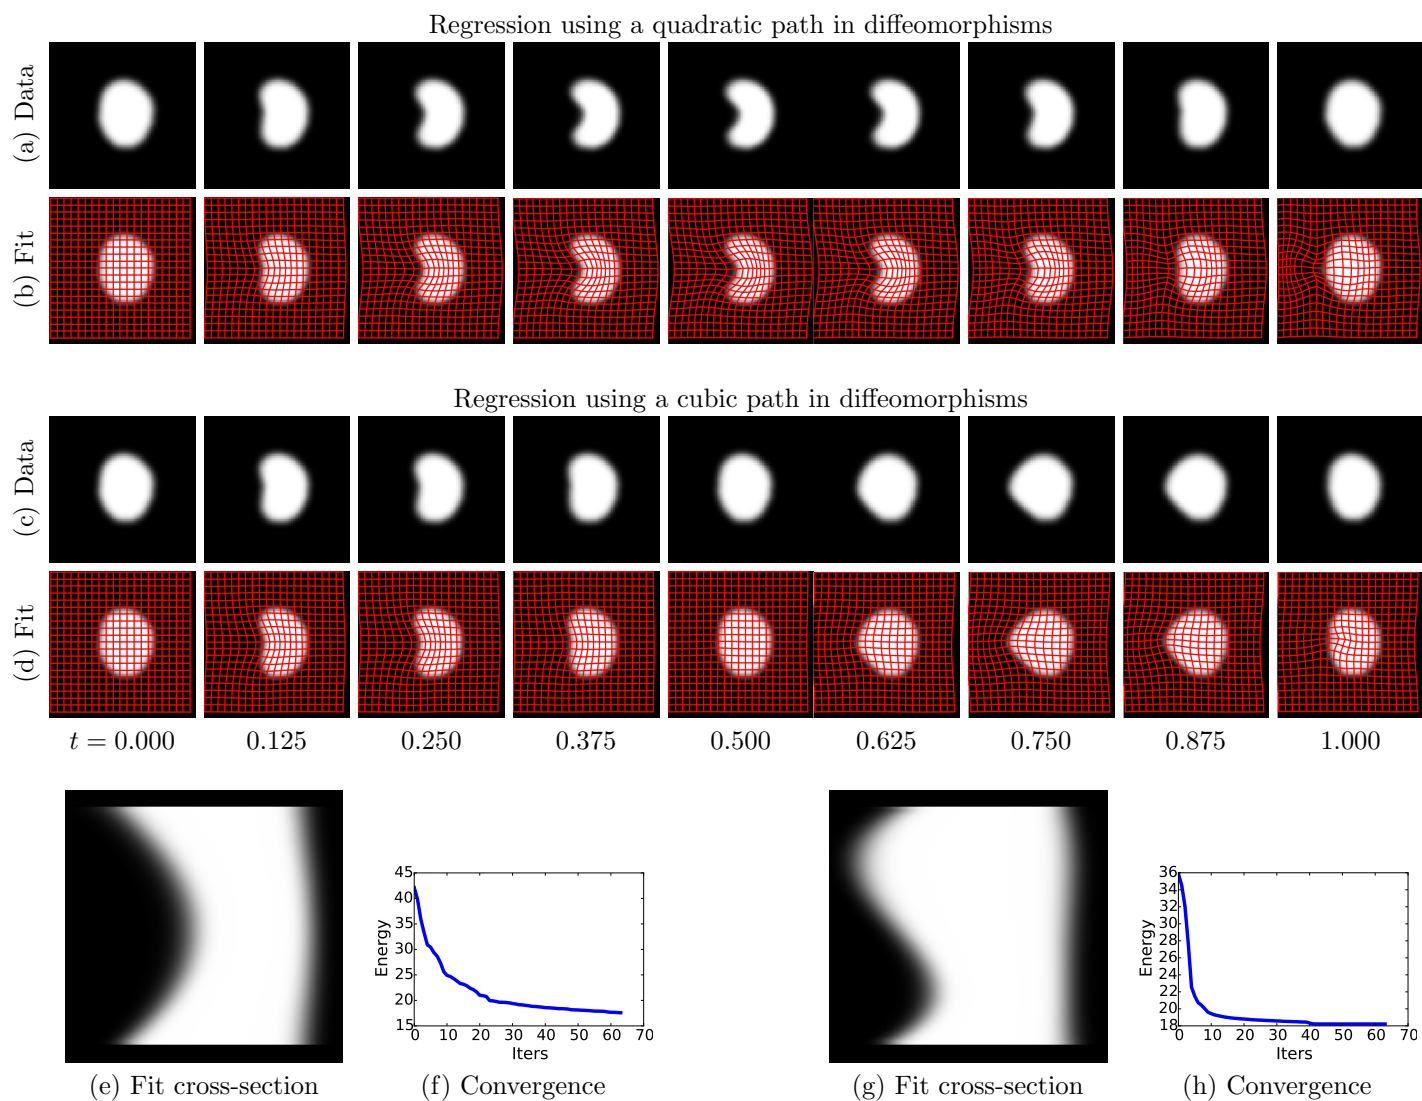 Regression using a quadratic path in diffeomorphisms
(a) Data
(b) Fit
Regression using a cubic path in diffeomorphisms
(c) Data
(d) Fit
t = 0.000 0.125 0.250 0.375 0.500 0.625 0.750 0.875 1.000
45
40
35
30
25
20
15
Energy
0 10 20 30 40 50 60 70
Iters
36
34
32
30
28
26
24
22
20
18
Energy
0 10 20 30 40 50 60 70
Iters
(e) Fit cross-section
(f) Convergence
(g) Fit cross-section
(h) Convergence